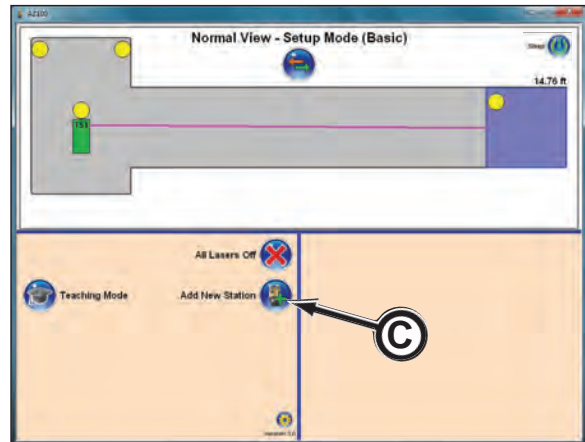 AZ100
Normal View - Setup Mode (Basic)
Sleep
14.76 ft
151
All Lasers Off
Teaching Mode
Add New Station
C